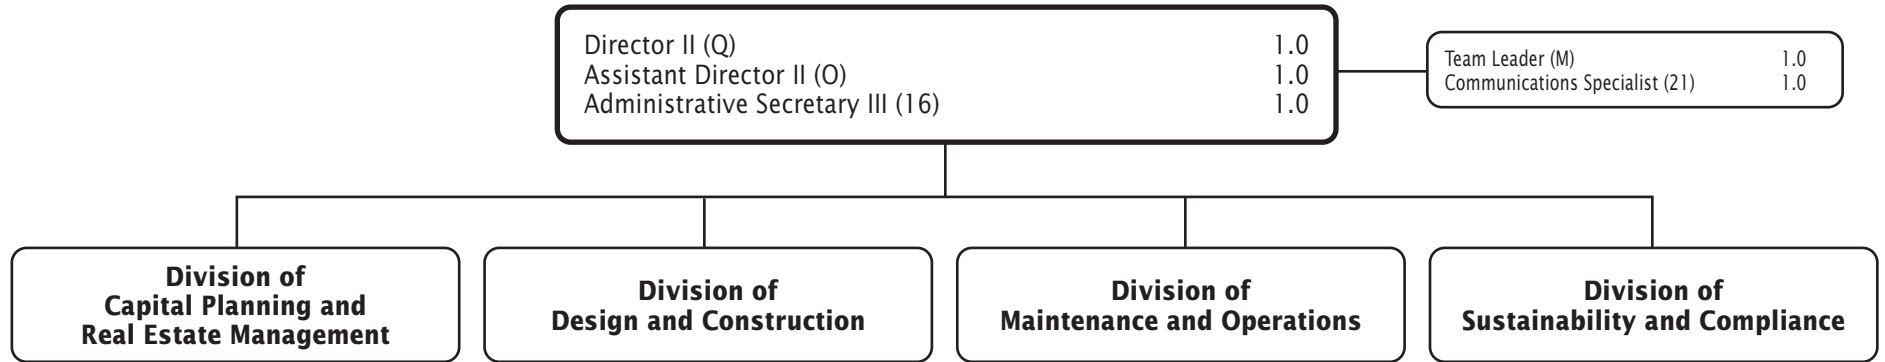 Director II (Q) 1.0
Assistant Director II (O) 1.0
Administrative Secretary III (16) 1.0
Team Leader (M) 1.0
Communications Specialist (21) 1.0
Division of
Capital Planning and
Real Estate Management
Division of
Design and Construction
Division of
Maintenance and Operations
Division of
Sustainability and Compliance